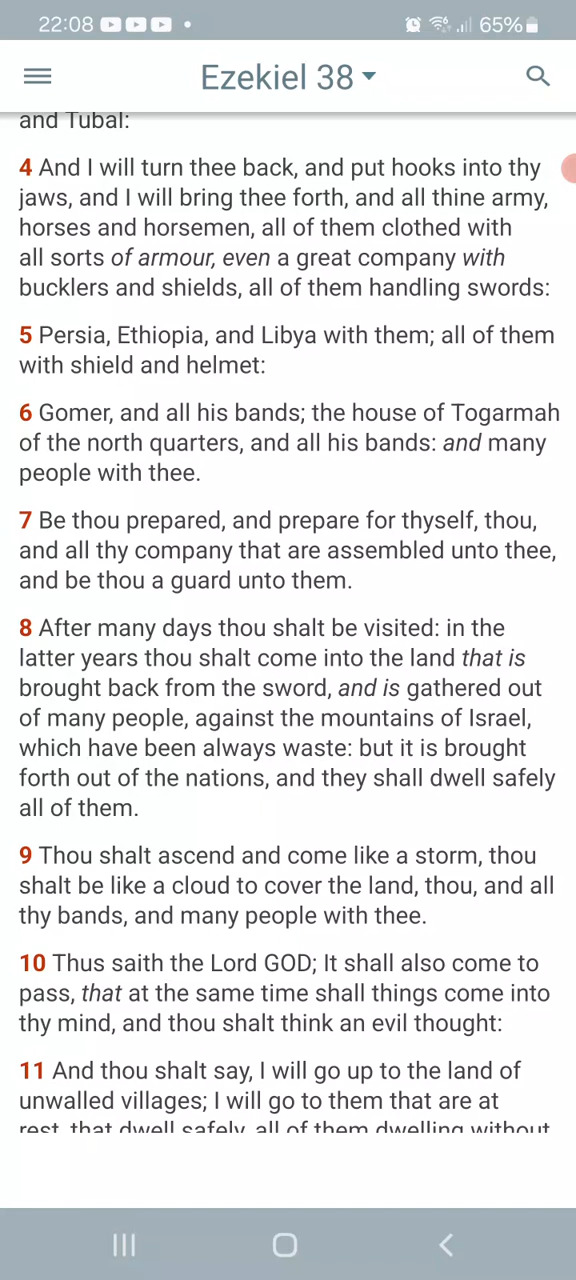 22:08
65%
Ezekiel 38
and Tubal:
4 And I will turn thee back, and put hooks into thy
jaws, and I will bring thee forth, and all thine army,
horses and horsemen, all of them clothed with
all sorts of armour, even a great company with
bucklers and shields, all of them handling swords:
5 Persia, Ethiopia, and Libya with them; all of them
with shield and helmet:
6 Gomer, and all his bands; the house of Togarmah
of the north quarters, and all his bands: and many
people with thee.
7 Be thou prepared, and prepare for thyself, thou,
and all thy company that are assembled unto thee,
and be thou a guard unto them.
8 After many days thou shalt be visited: in the
latter years thou shalt come into the land that is
brought back from the sword, and is gathered out
of many people, against the mountains of Israel,
which have been always waste: but it is brought
forth out of the nations, and they shall dwell safely
all of them.
9 Thou shalt ascend and come like a storm, thou
shalt be like a cloud to cover the land, thou, and all
thy bands, and many people with thee.
10 Thus saith the Lord GOD; It shall also come to
pass, that at the same time shall things come into
thy mind, and thou shalt think an evil thought:
11 And thou shalt say, I will go up to the land of
unwalled villages; I will go to them that are at
rest, that dwell safely, all of them dwelling without